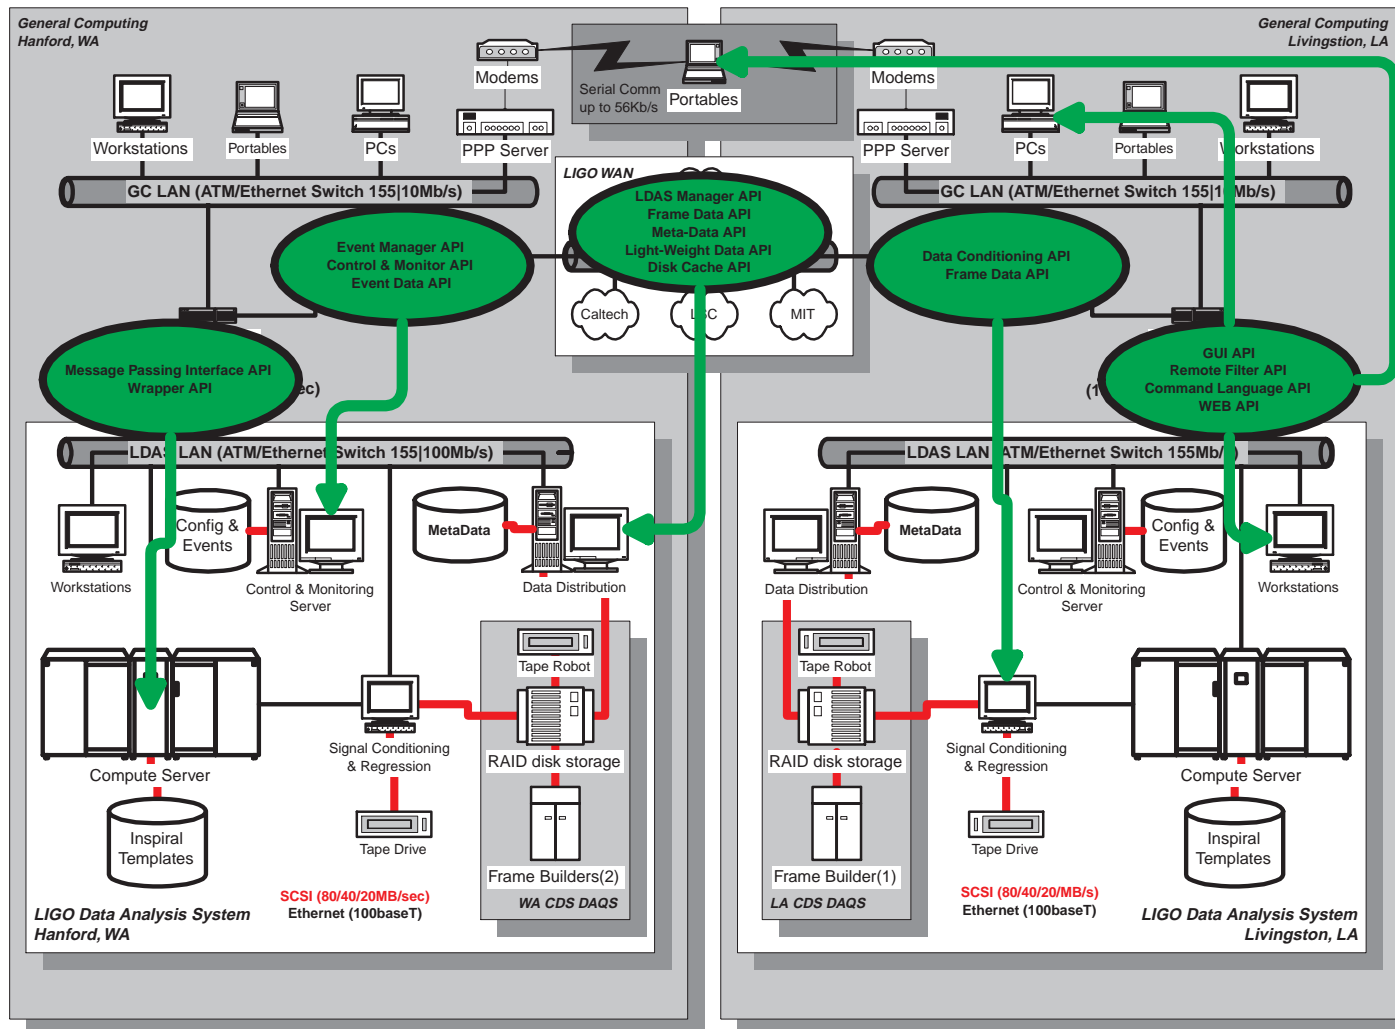 General Computing
Hanford, WA
General Computing
Livingstion, LA
Modems
Serial Comm
up to 56Kb/s
Portables
Modems
Workstations
Portables
PCs
PPP Server
PPP Server
PCs
Portables
Workstations
LIGO WAN
GC LAN (ATM/Ethernet Switch 155|10Mb/s)
GC LAN (ATM/Ethernet Switch 155|10Mb/s)
LDAS Manager API
Frame Data API
Meta-Data API
Light-Weight Data API
Disk Cache API
Event Manager API
Control & Monitor API
Event Data API
Data Conditioning API
Frame Data API
Caltech
LSC
MIT
Message Passing Interface API
Wrapper API
ec)
(1
GUI API
Remote Filter API
Command Language API
WEB API
LDAS LAN (ATM/Ethernet Switch 155|100Mb/s)
LDAS LAN (ATM/Ethernet Switch 155Mb/s)
Config &
Events
MetaData
MetaData
Config &
Events
Workstations
Control & Monitoring
Server
Data Distribution
Data Distribution
Control & Monitoring
Server
Workstations
Tape Robot
Tape Robot
Signal Conditioning
& Regression
RAID disk storage
RAID disk storage
Signal Conditioning
& Regression
Compute Server
Compute Server
Inspiral
Templates
Tape Drive
Tape Drive
Inspiral
Templates
Frame Builders(2)
Frame Builder(1)
SCSI (80/40/20MB/sec)
Ethernet (100baseT)
WA CDS DAQS
LA CDS DAQS
SCSI (80/40/20/MB/s)
Ethernet (100baseT)
LIGO Data Analysis System
Hanford, WA
LIGO Data Analysis System
Livingston, LA